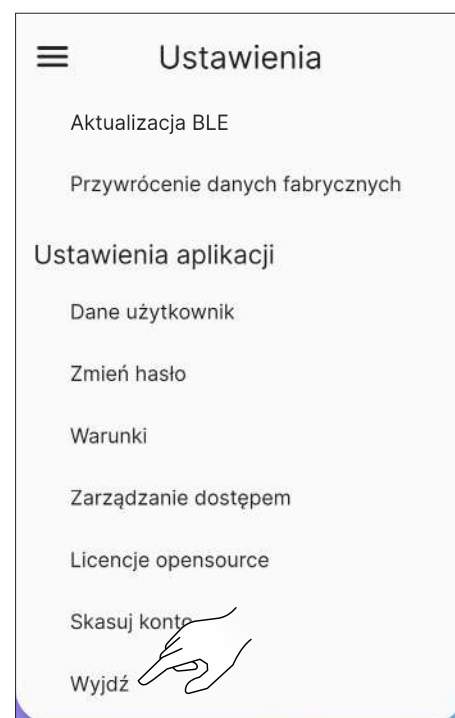 Ustawienia
Aktualizacja BLE
Przywrócenie danych fabrycznych
Ustawienia aplikacji
Dane użytkownik
Zmień hasło
Warunki
Zarządzanie dostępem
Licencje opensource
Skasuj konto
Wyjdź